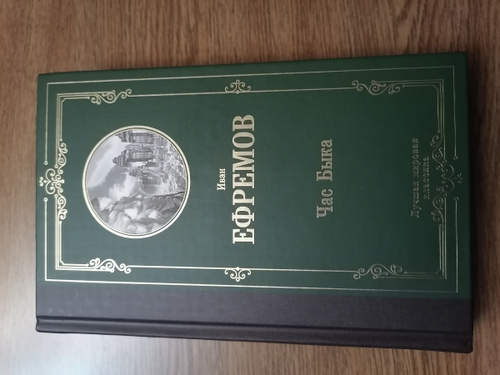 Иван
ЕФРЕМОВ
Час Быка
Лучшая мировая
классика